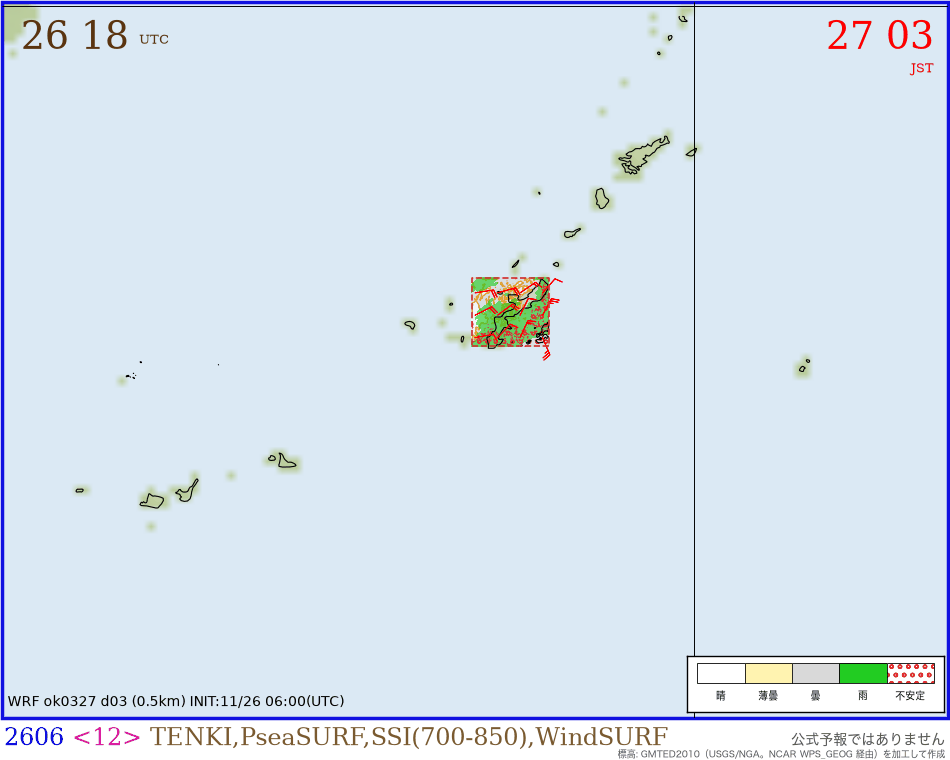 26 18 UTC
27 03
JST
晴 薄曇 曇 雨 不安定
WRF ok0327 d03 (0.5km) INIT:11/26 06:00(UTC)
2606 <12> TENKI,PseaSURF,SSI(700-850),WindSURF
公式予報ではありません
標高: GMTED2010（USGS/NGA。NCAR WPS_GEOG 経由）を加工して作成